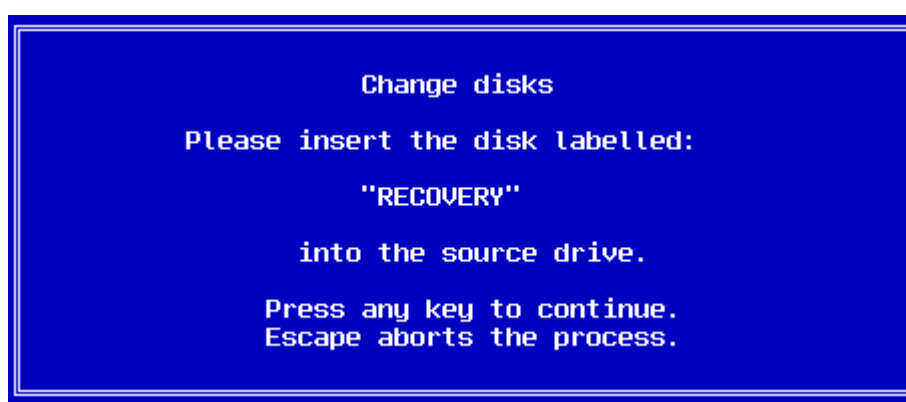 Change disks
Please insert the disk labelled:
"RECOVERY"
into the source drive.
Press any key to continue.
Escape aborts the process.